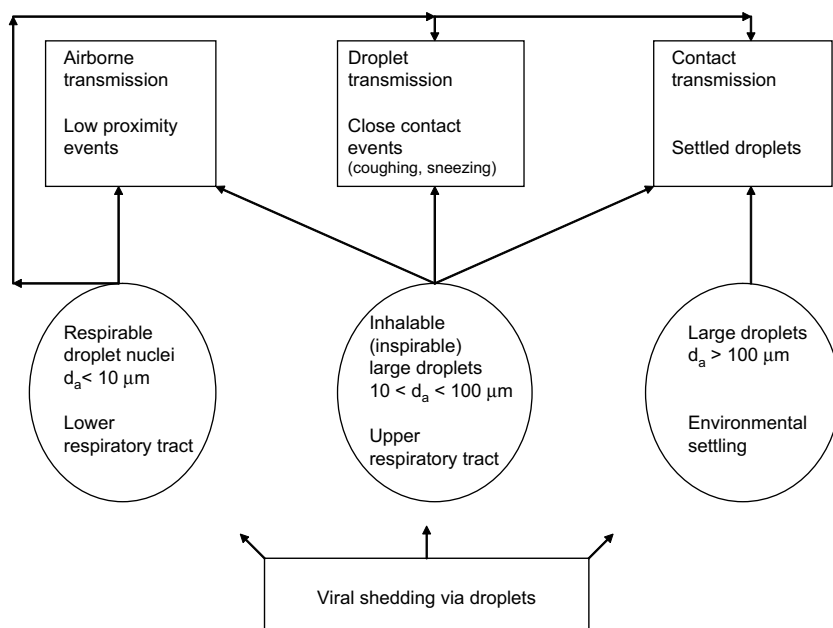 Airborne
transmission
Low proximity
events
Droplet
transmission
Close contact
events
(coughing, sneezing)
Contact
transmission
Settled droplets
Respirable
droplet nuclei
dₐ< 10 μm
Lower
respiratory tract
Inhalable
(inspirable)
large droplets
10 < dₐ < 100 μm
Upper
respiratory tract
Large droplets
dₐ > 100 μm
Environmental
settling
Viral shedding via droplets